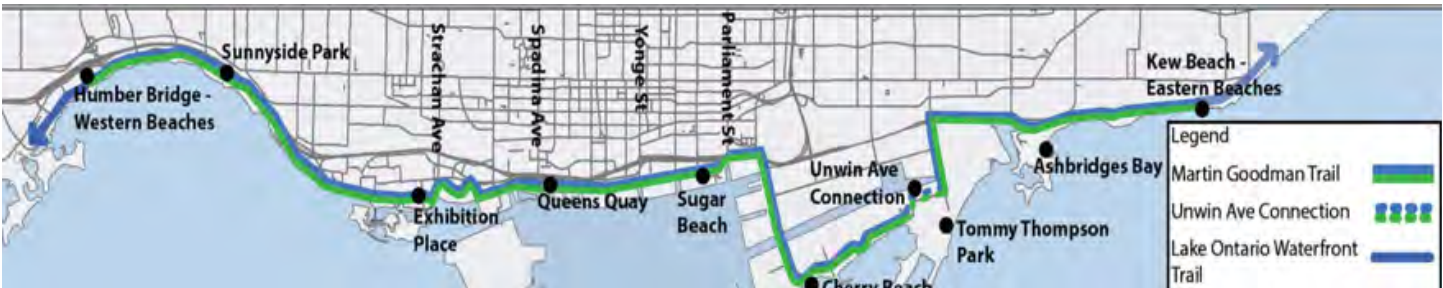 Sunnyside Park
Humber Bridge -
Western Beaches
Strachan Ave
Spadina Ave
Yonge St
Parliament St
Exhibition
Place
Queens Quay
Sugar
Beach
Unwin Ave
Connection
Cherry Beach
Tommy Thompson
Park
Ashbridges Bay
Kew Beach -
Eastern Beaches
Legend
Martin Goodman Trail
Unwin Ave Connection
Lake Ontario Waterfront
Trail